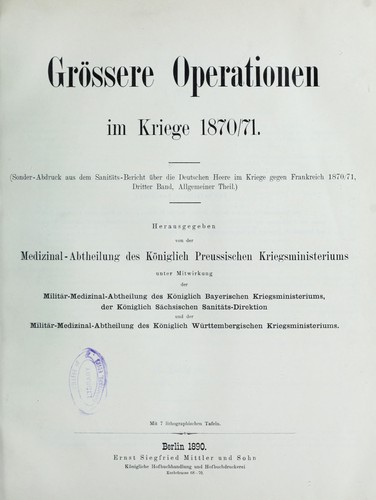 Grössere Operationen
im Kriege 1870/71.
(Sonder-Abdruck aus dem Sanitäts-Bericht über die Deutschen Heere im Kriege gegen Frankreich 1870/71,
Dritter Band, Allgemeiner Theil.)
Herausgegeben
von der
Medizinal-Abtheilung des Königlich Preussischen Kriegsministeriums
unter Mitwirkung
der
Militär-Medizinal-Abtheilung des Königlich Bayerischen Kriegsministeriums,
der Königlich Sächsischen Sanitäts-Direktion
und der
Militär-Medizinal-Abtheilung des Königlich Württembergischen Kriegsministeriums.
Mit 7 lithographischen Tafeln.
Berlin 1890.
Ernst Siegfried Mittler und Sohn
Königliche Hofbuchhandlung und Hofbuchdruckerei
Kochstrasse 68–70.